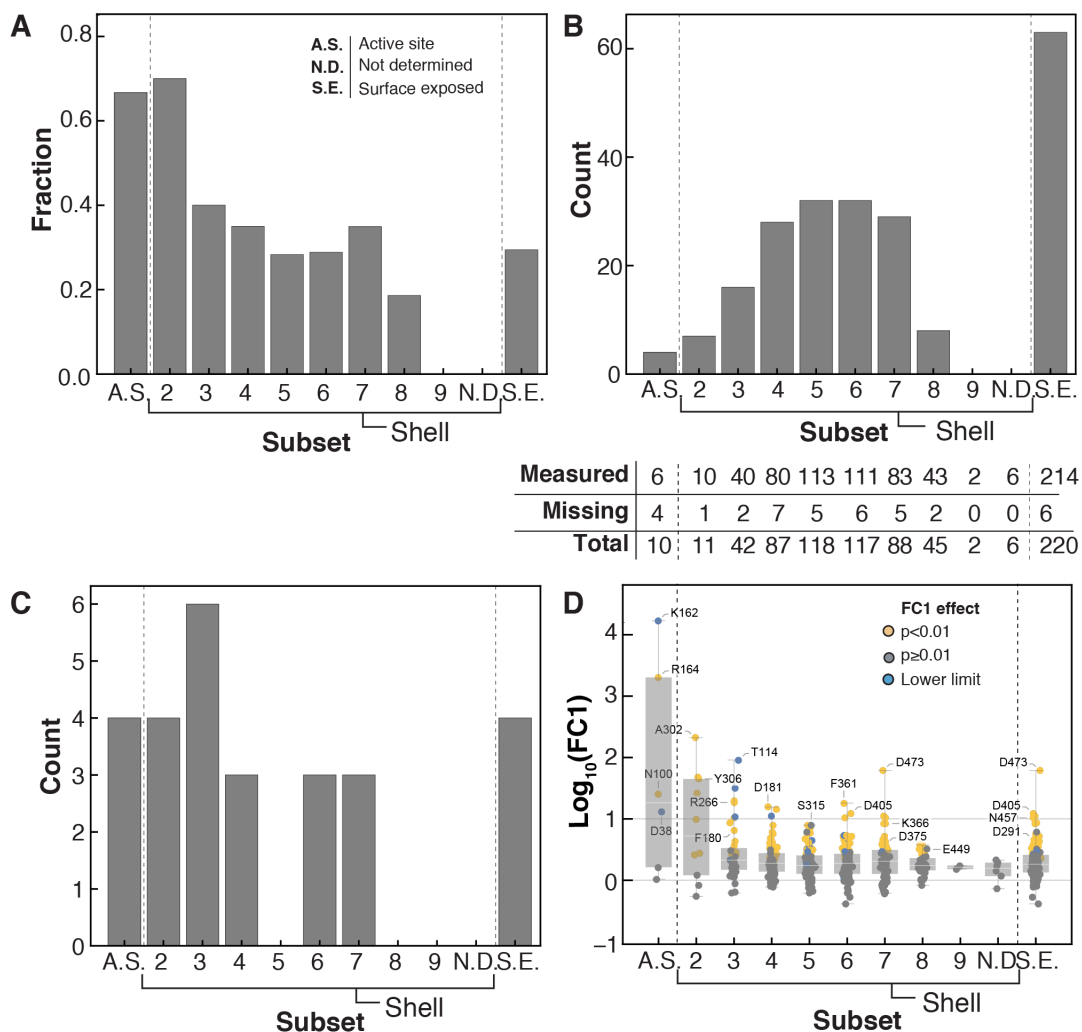 A
0.8
0.6
0.4
0.2
0.0
Fraction
A.S. Active site
N.D. Not determined
S.E. Surface exposed
A.S. 2 3 4 5 6 7 8 9 N.D. S.E.
Shell
Subset
B
60
40
20
0
Count
A.S. 2 3 4 5 6 7 8 9 N.D. S.E.
Shell
Subset
Measured 6 10 40 80 113 111 83 43 2 6 214
Missing 4 1 2 7 5 6 5 2 0 0 6
Total 10 11 42 87 118 117 88 45 2 6 220
C
6
5
4
3
2
1
0
Count
A.S. 2 3 4 5 6 7 8 9 N.D. S.E.
Shell
Subset
D
4
3
2
1
0
−1
Log10(FC1)
FC1 effect
p<0.01
p≥0.01
Lower limit
K162
R164
A302
T114
N100
Y306
D181
F361
D473
D473
R266
S315
D405
D405
N457
D38
F180
K366
D375
D291
E449
A.S. 2 3 4 5 6 7 8 9 N.D. S.E.
Shell
Subset